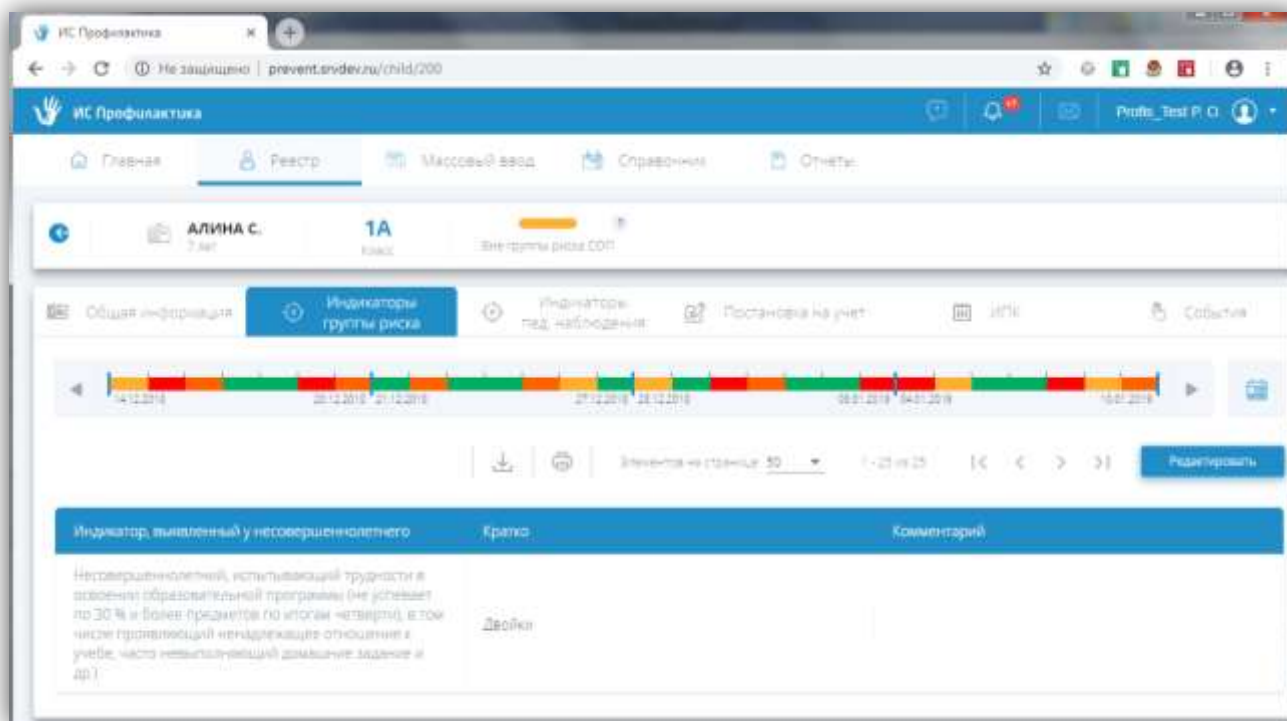 ИС Профилактика
Не защищено | prevent.srvdev.ru/child/200
ИС Профилактика
Profis_Test P. O.
Главная Реестр Массовый ввод Справочник Отчеты
АЛИНА С. 1А
7 лет Класс Вне группы риска СОП
Общая информация Индикаторы группы риска Индикаторы пед. наблюдения Постановка на учет ИПК События
14.12.2018 20.12.2018 21.12.2018 27.12.2018 28.12.2018 04.01.2019 10.01.2019
Элементов на странице 50 1 - 25 из 25 Редактировать
Индикатор, выявленный у несовершеннолетнего Кратко Комментарий
Несовершеннолетний, испытывающий трудности в
освоении образовательной программы (не успевает
по 30 % и более предметов по итогам четверти), в том
числе проявляющий ненадлежащее отношение к
учебе, часто невыполняющий домашние задание и
др.)
Двойки